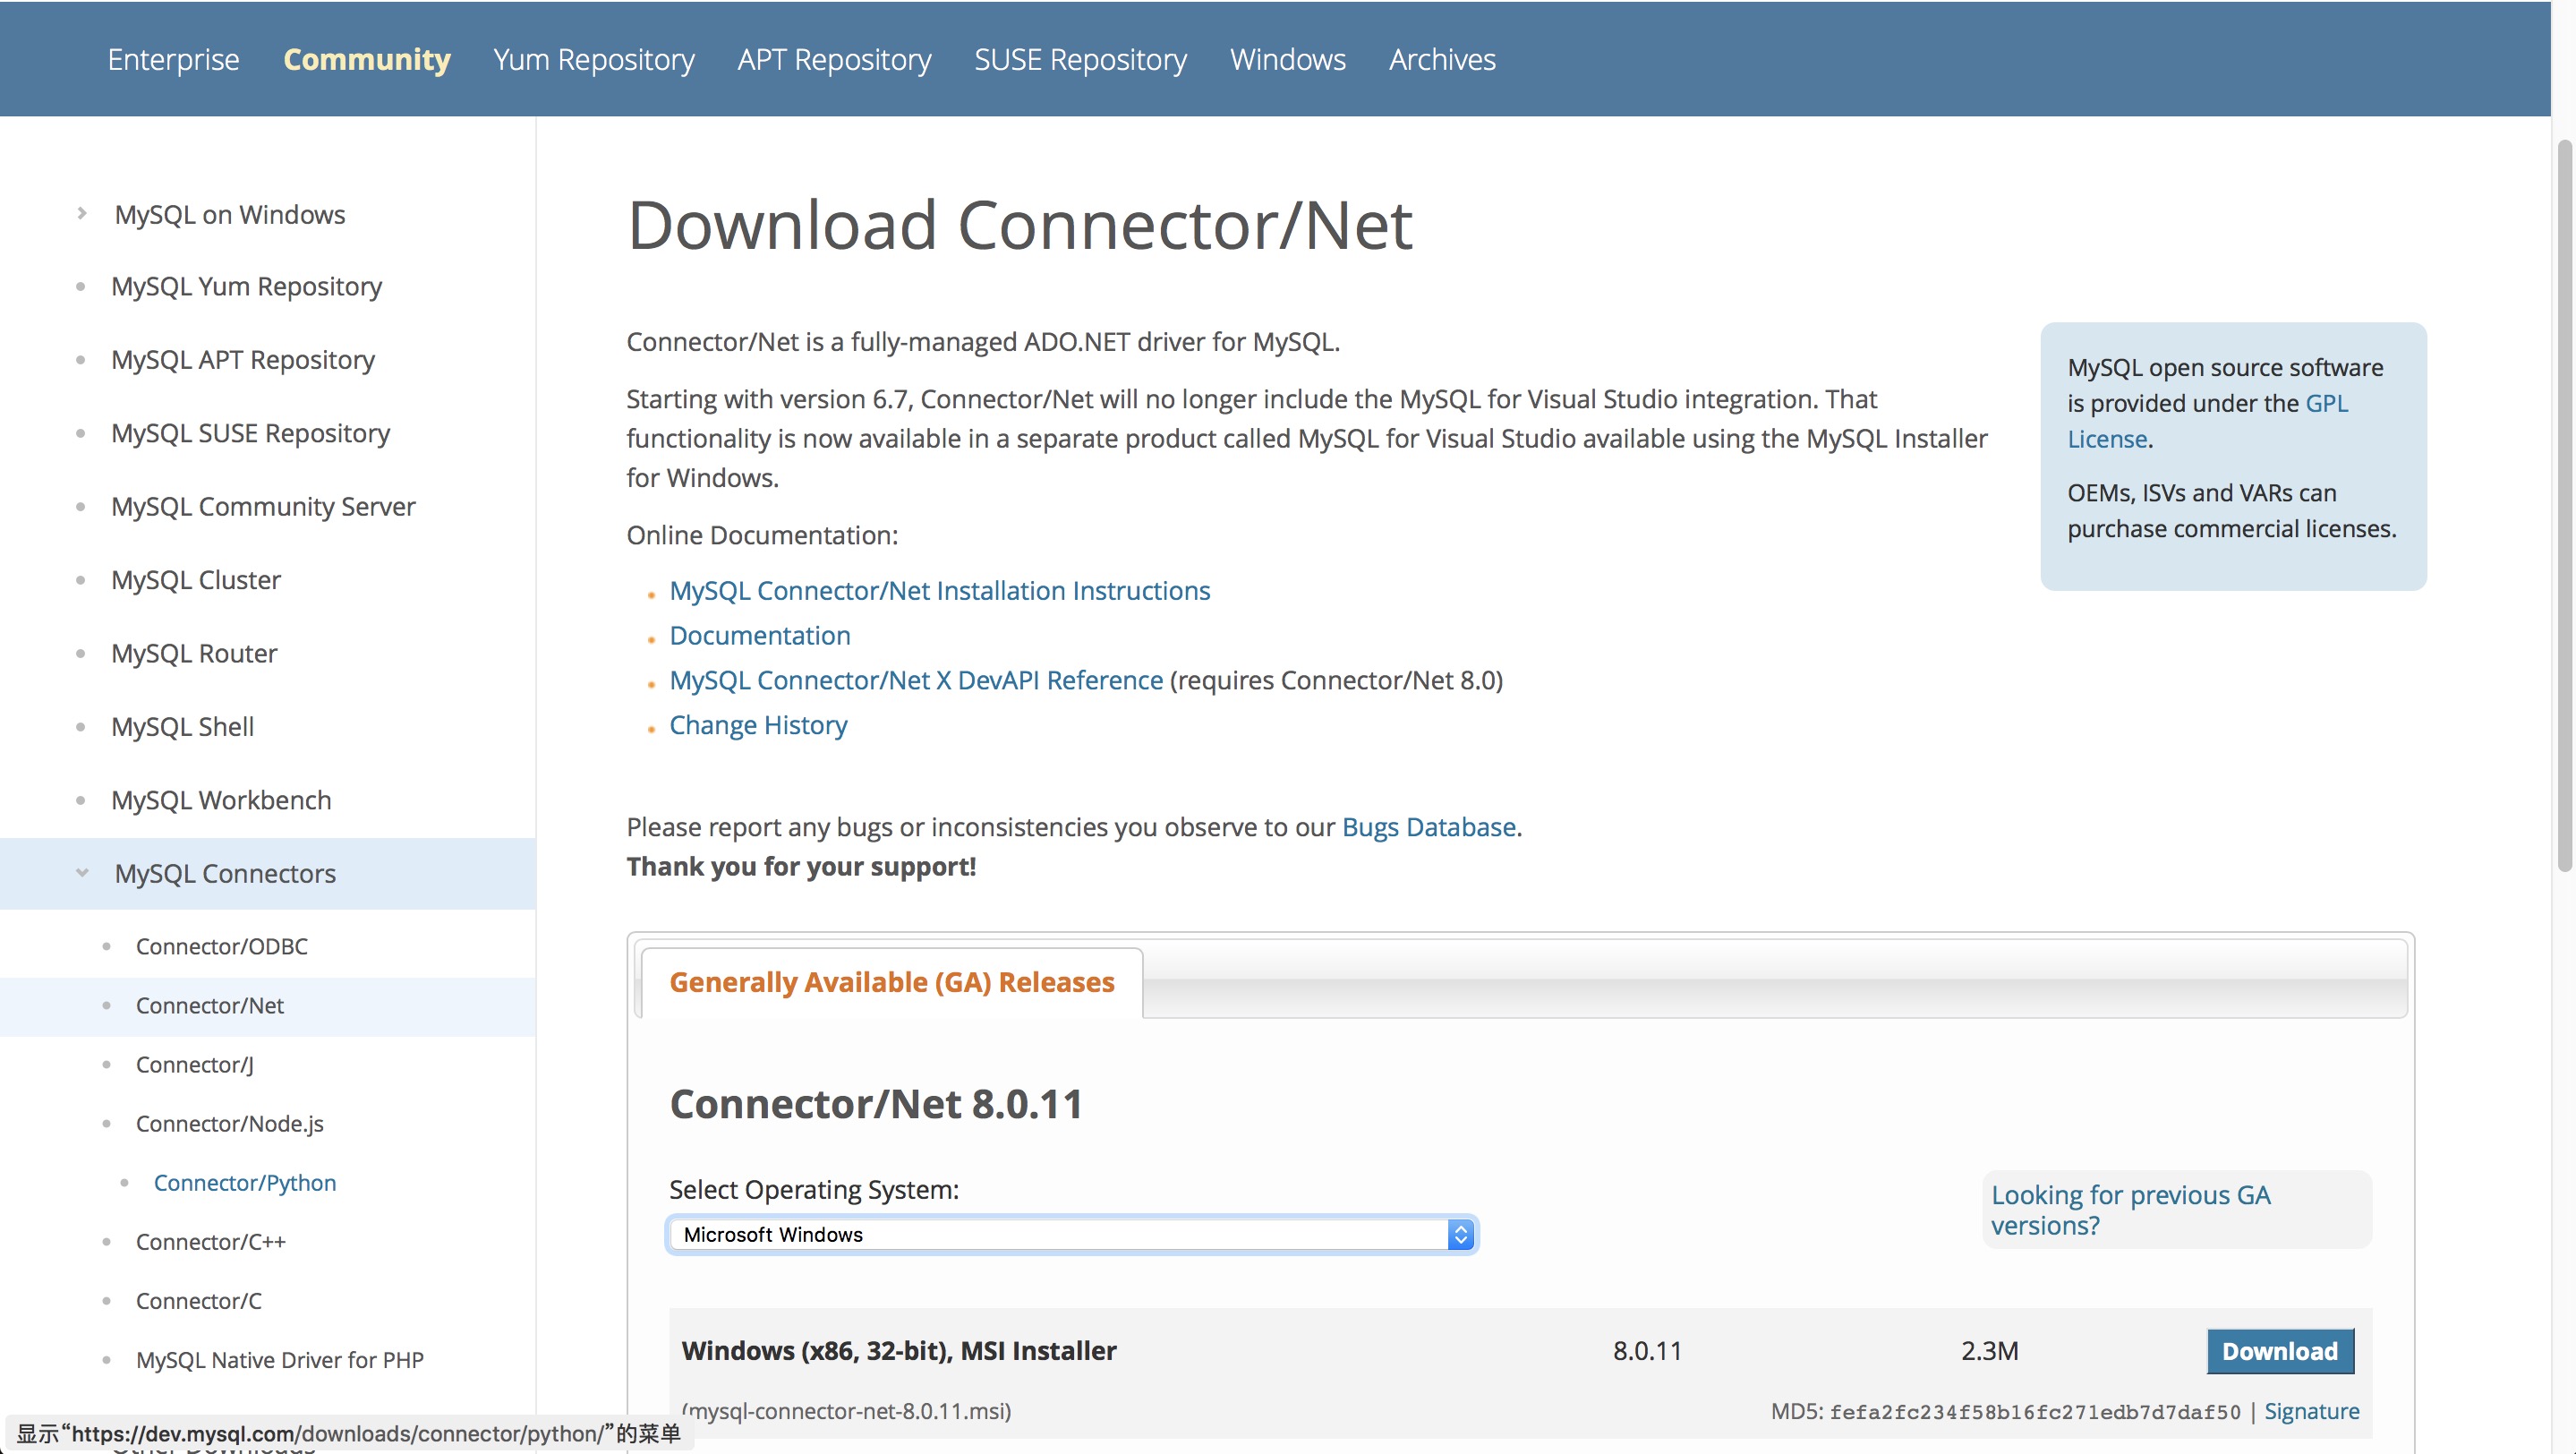 Enterprise Community Yum Repository APT Repository SUSE Repository Windows Archives
MySQL on Windows
MySQL Yum Repository
MySQL APT Repository
MySQL SUSE Repository
MySQL Community Server
MySQL Cluster
MySQL Router
MySQL Shell
MySQL Workbench
MySQL Connectors
Connector/ODBC
Connector/Net
Connector/J
Connector/Node.js
Connector/Python
Connector/C++
Connector/C
MySQL Native Driver for PHP
Other Downloads
显示“https://dev.mysql.com/downloads/connector/python/”的菜单
Download Connector/Net
Connector/Net is a fully-managed ADO.NET driver for MySQL.
Starting with version 6.7, Connector/Net will no longer include the MySQL for Visual Studio integration. That
functionality is now available in a separate product called MySQL for Visual Studio available using the MySQL Installer
for Windows.
Online Documentation:
MySQL Connector/Net Installation Instructions
Documentation
MySQL Connector/Net X DevAPI Reference (requires Connector/Net 8.0)
Change History
Please report any bugs or inconsistencies you observe to our Bugs Database.
Thank you for your support!
MySQL open source software
is provided under the GPL
License.
OEMs, ISVs and VARs can
purchase commercial licenses.
Generally Available (GA) Releases
Connector/Net 8.0.11
Select Operating System:
Microsoft Windows
Looking for previous GA
versions?
Windows (x86, 32-bit), MSI Installer 8.0.11 2.3M Download
(mysql-connector-net-8.0.11.msi) MD5: fefa2fc234f58b16fc271edb7d7daf50 | Signature